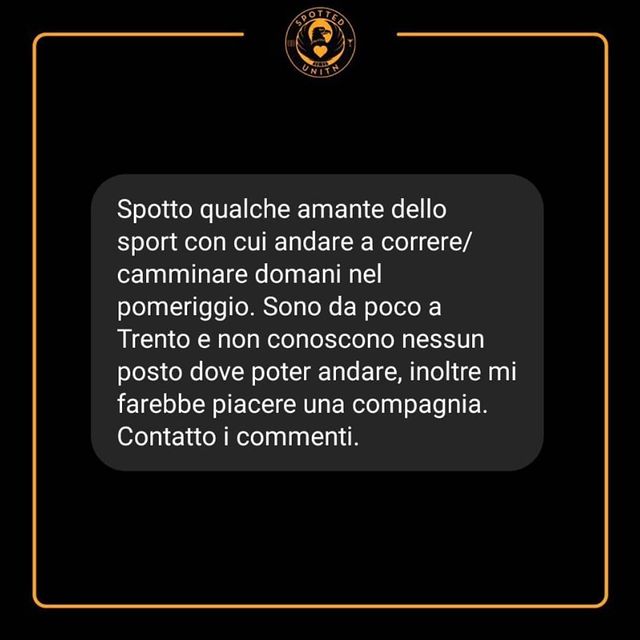 SPOTTED
UNITN
Spotto qualche amante dello
sport con cui andare a correre/
camminare domani nel
pomeriggio. Sono da poco a
Trento e non conoscono nessun
posto dove poter andare, inoltre mi
farebbe piacere una compagnia.
Contatto i commenti.